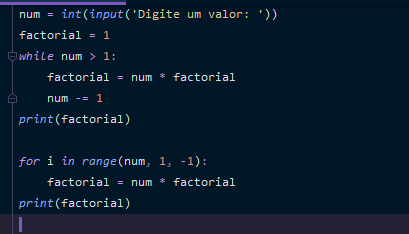 num = int(input('Digite um valor: '))
factorial = 1
while num > 1:
    factorial = num * factorial
    num -= 1
print(factorial)

for i in range(num, 1, -1):
    factorial = num * factorial
print(factorial)